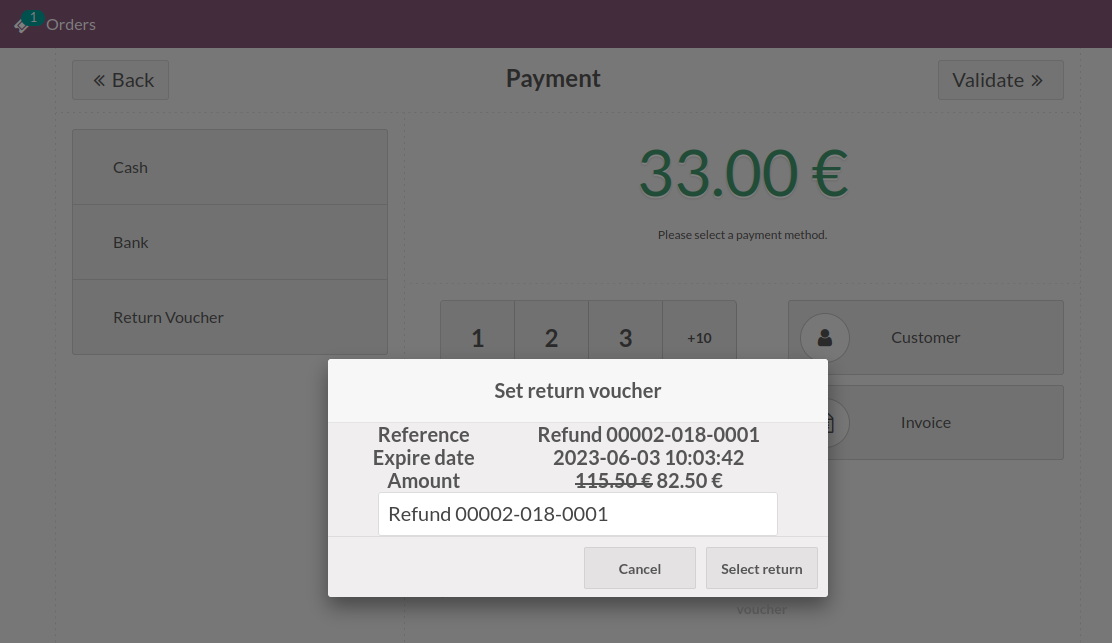 1
Orders
Back
Payment
Validate
Cash
Bank
Return Voucher
33.00 €
Please select a payment method.
1 2 3 +10
Customer
Invoice
Set return voucher
Reference Refund 00002-018-0001
Expire date 2023-06-03 10:03:42
Amount 115.50 € 82.50 €
Refund 00002-018-0001
Cancel
Select return
voucher